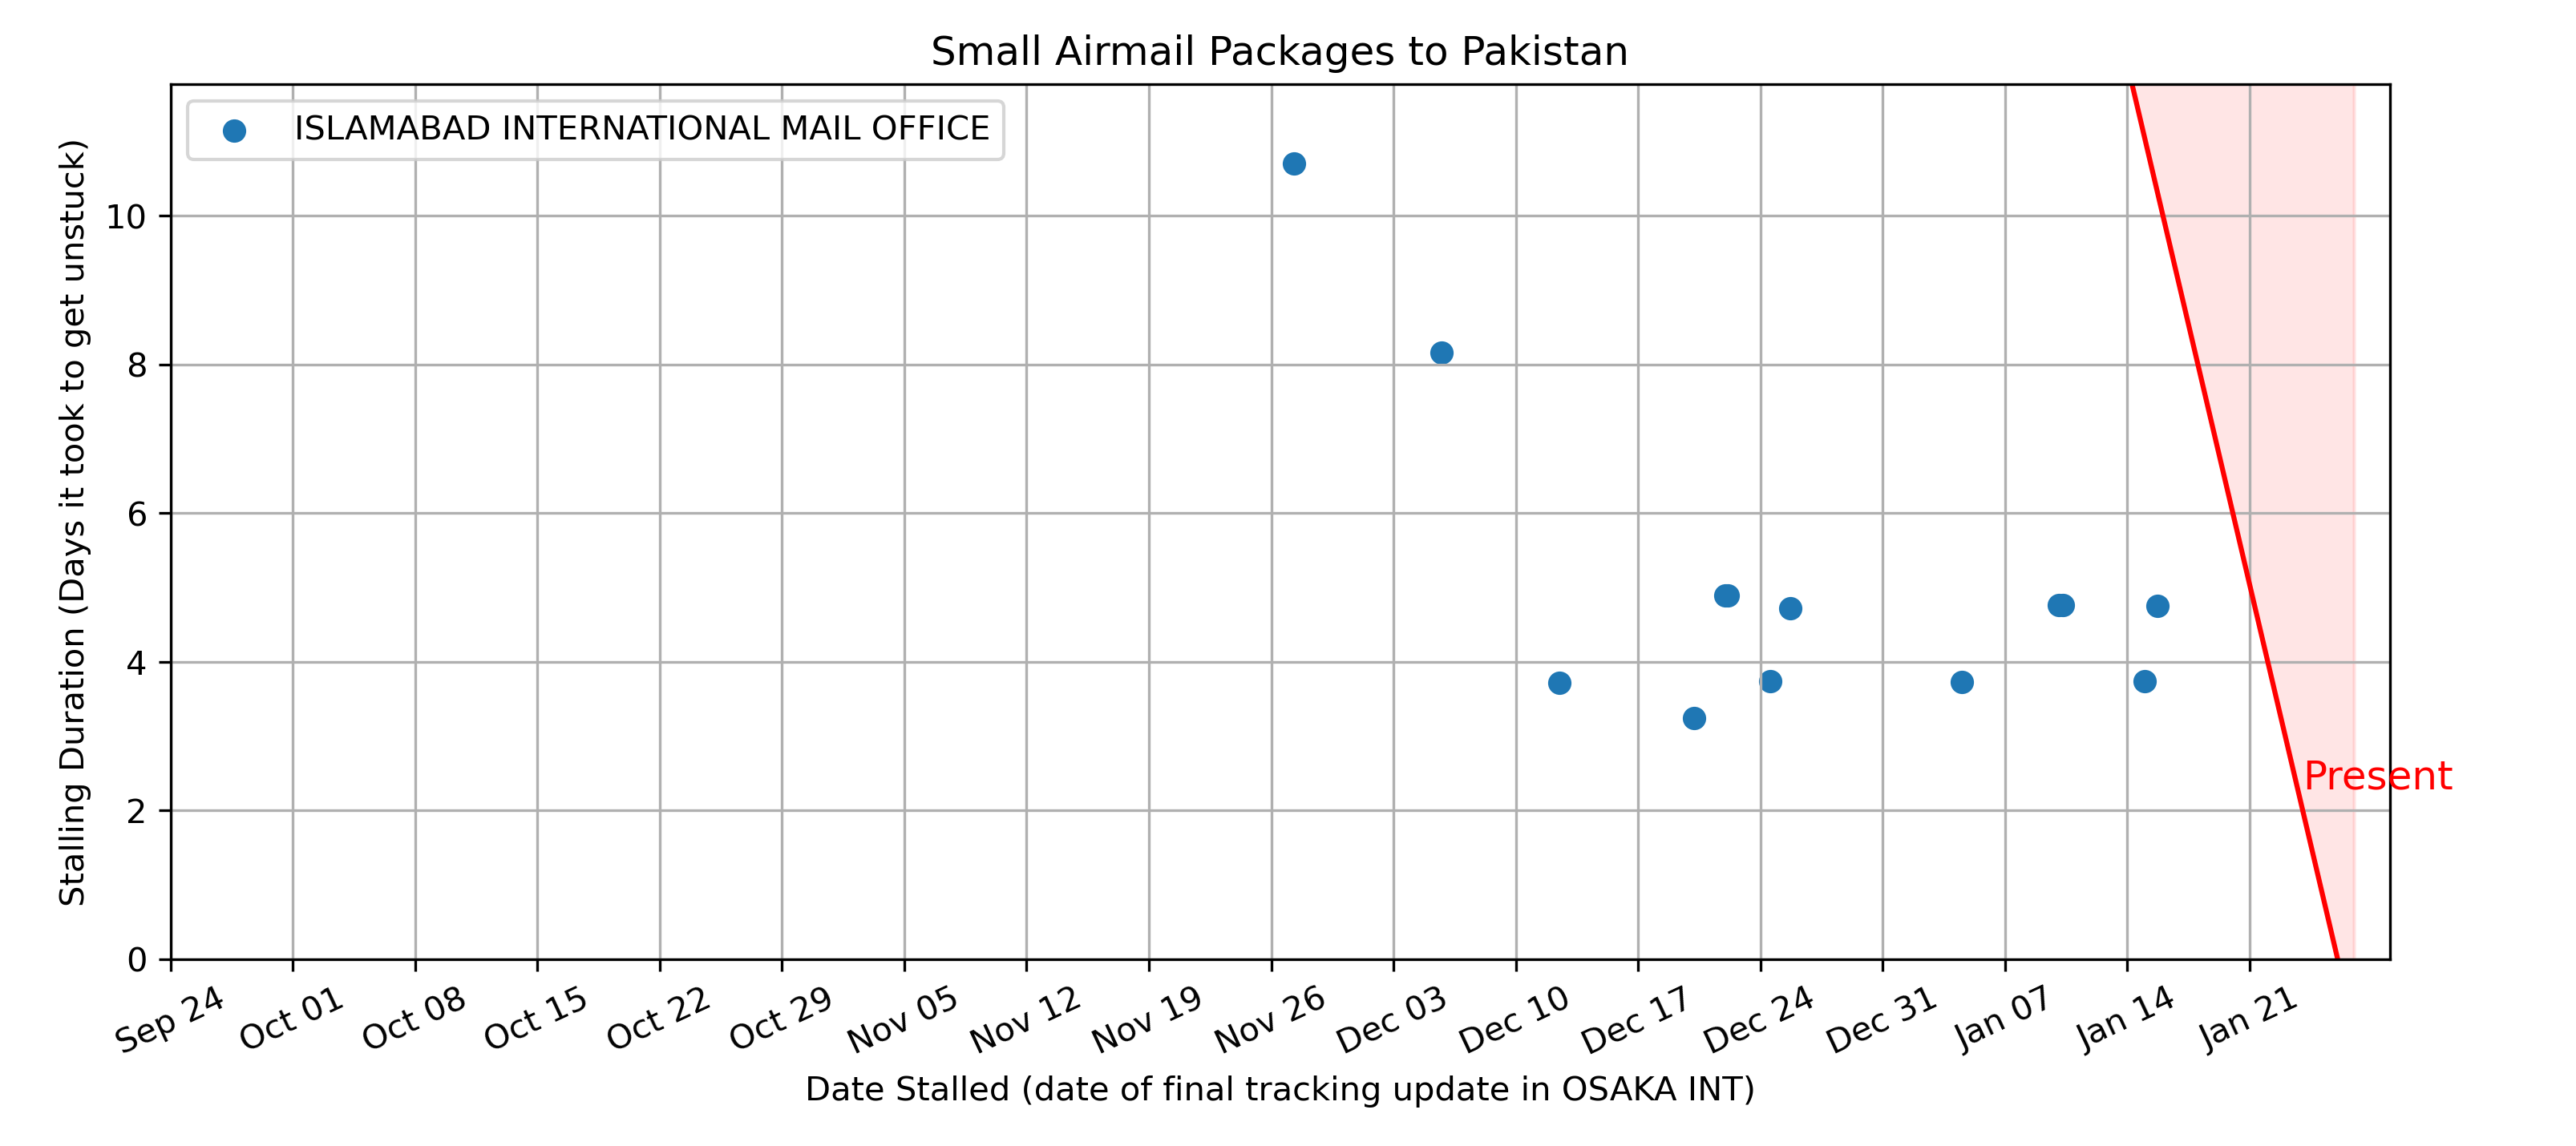 Small Airmail Packages to Pakistan
ISLAMABAD INTERNATIONAL MAIL OFFICE
Stalling Duration (Days it took to get unstuck)
10
8
6
4
2
0
Present
Sep 24
Oct 01
Oct 08
Oct 15
Oct 22
Oct 29
Nov 05
Nov 12
Nov 19
Nov 26
Dec 03
Dec 10
Dec 17
Dec 24
Dec 31
Jan 07
Jan 14
Jan 21
Date Stalled (date of final tracking update in OSAKA INT)